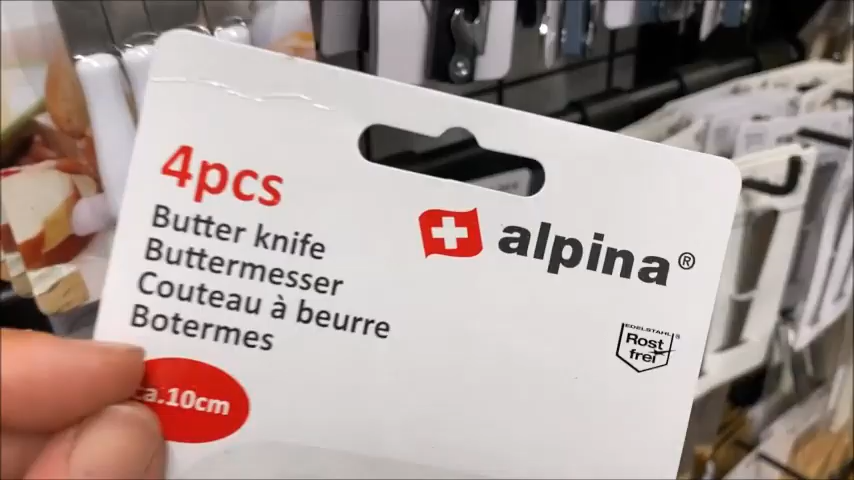 4pcs
Butter knife
Buttermesser
Couteau à beurre
Botermes
ca.10cm
alpina®
EDELSTAHL®
Rost
frei